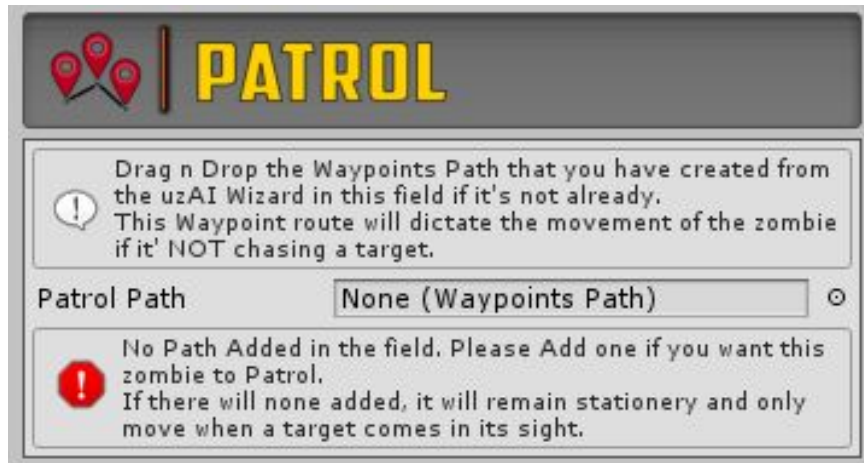 PATROL
Drag n Drop the Waypoints Path that you have created from
the uzAI Wizard in this field if it's not already.
This Waypoint route will dictate the movement of the zombie
if it' NOT chasing a target.
Patrol Path None (Waypoints Path)
No Path Added in the field. Please Add one if you want this
zombie to Patrol.
If there will none added, it will remain stationery and only
move when a target comes in its sight.